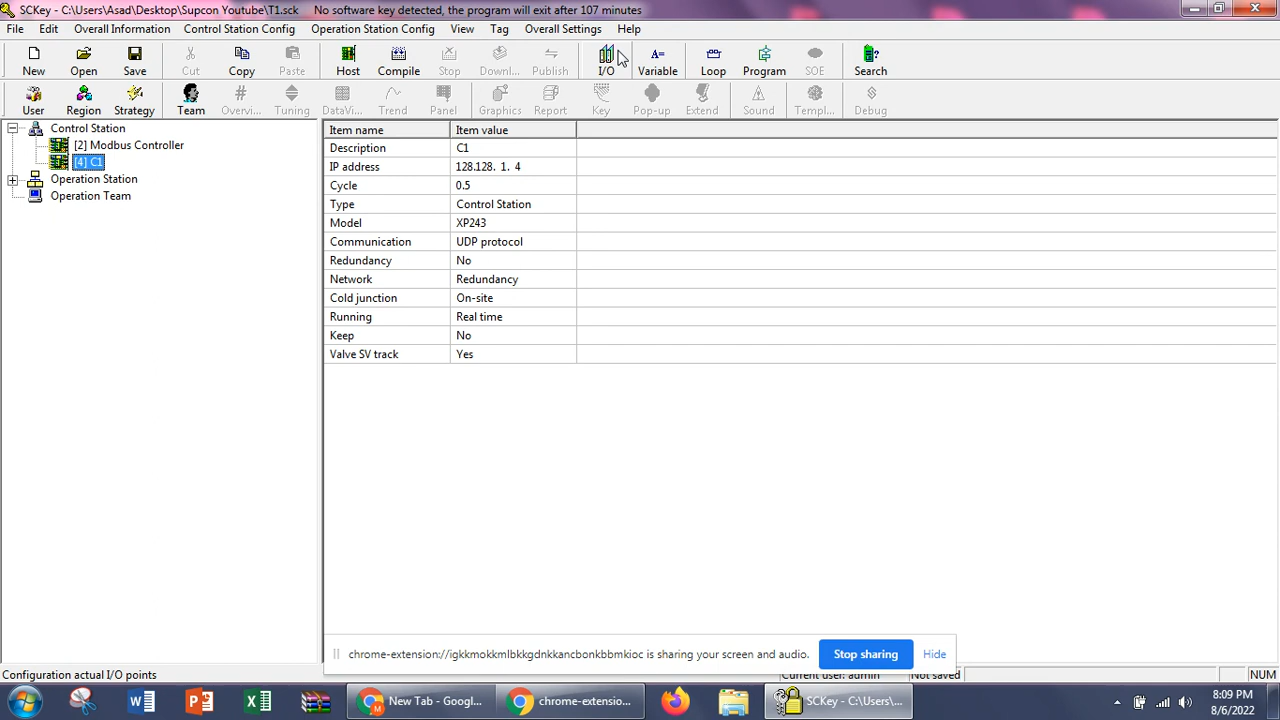 SCKey - C:\Users\Asad\Desktop\Supcon Youtube\T1.sck No software key detected, the program will exit after 107 minutes
File Edit Overall Information Control Station Config Operation Station Config View Tag Overall Settings Help
New Open Save Cut Copy Paste Host Compile Stop Downl... Publish I/O Variable Loop Program SOE Search
User Region Strategy Team Overvi... Tuning DataVi... Trend Panel Graphics Report Key Pop-up Extend Sound Templ... Debug
Control Station
[2] Modbus Controller
[4] C1
Operation Station
Operation Team
Item name Item value
Description C1
IP address 128.128. 1. 4
Cycle 0.5
Type Control Station
Model XP243
Communication UDP protocol
Redundancy No
Network Redundancy
Cold junction On-site
Running Real time
Keep No
Valve SV track Yes
chrome-extension://igkkmokkmlbkkgdnkkancbonkbbmkioc is sharing your screen and audio. Stop sharing Hide
Configuration actual I/O points Current user: admin Not saved NUM
New Tab - Googl... chrome-extensio... SCKey - C:\Users\...
8:09 PM
8/6/2022